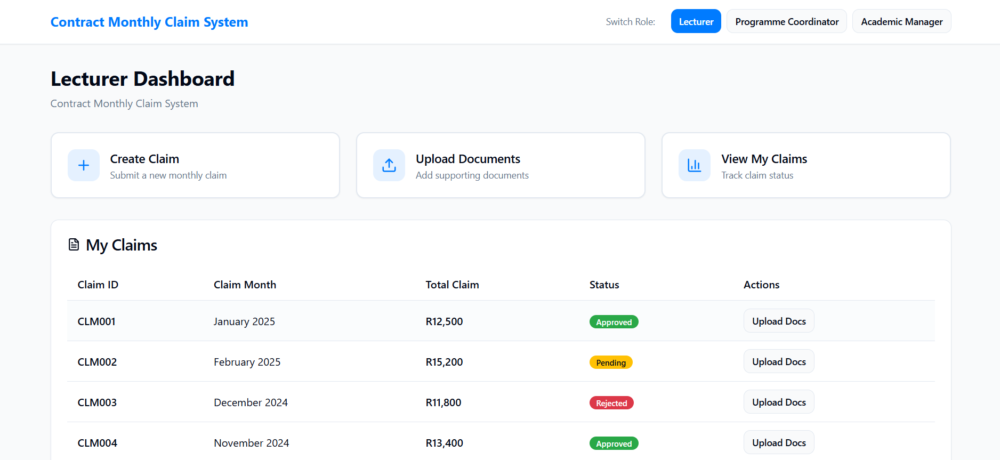 Contract Monthly Claim System
Switch Role: Lecturer Programme Coordinator Academic Manager
Lecturer Dashboard
Contract Monthly Claim System
Create Claim
Submit a new monthly claim
Upload Documents
Add supporting documents
View My Claims
Track claim status
My Claims
Claim ID Claim Month Total Claim Status Actions
CLM001 January 2025 R12,500 Approved Upload Docs
CLM002 February 2025 R15,200 Pending Upload Docs
CLM003 December 2024 R11,800 Rejected Upload Docs
CLM004 November 2024 R13,400 Approved Upload Docs